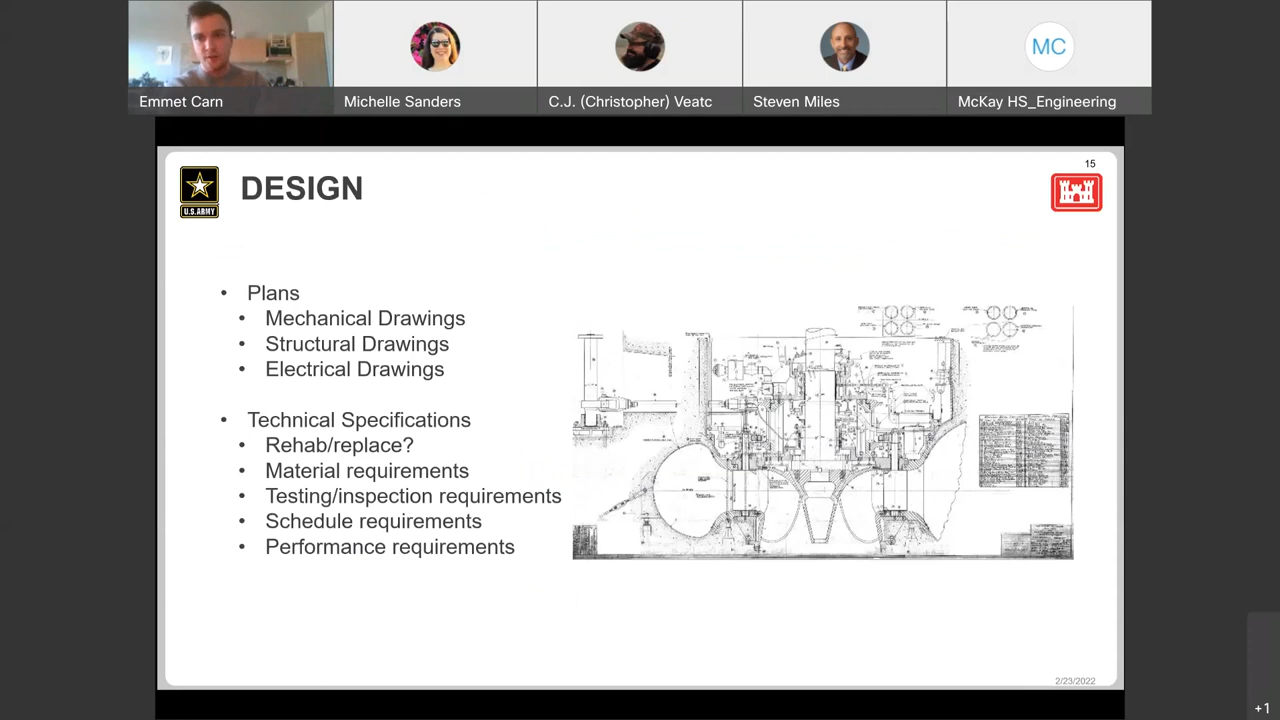 MC
Emmet Carn
Michelle Sanders
C.J. (Christopher) Veatc
Steven Miles
McKay HS_Engineering
15
U.S.ARMY
DESIGN
• Plans
• Mechanical Drawings
• Structural Drawings
• Electrical Drawings
• Technical Specifications
• Rehab/replace?
• Material requirements
• Testing/inspection requirements
• Schedule requirements
• Performance requirements
2/23/2022
+1